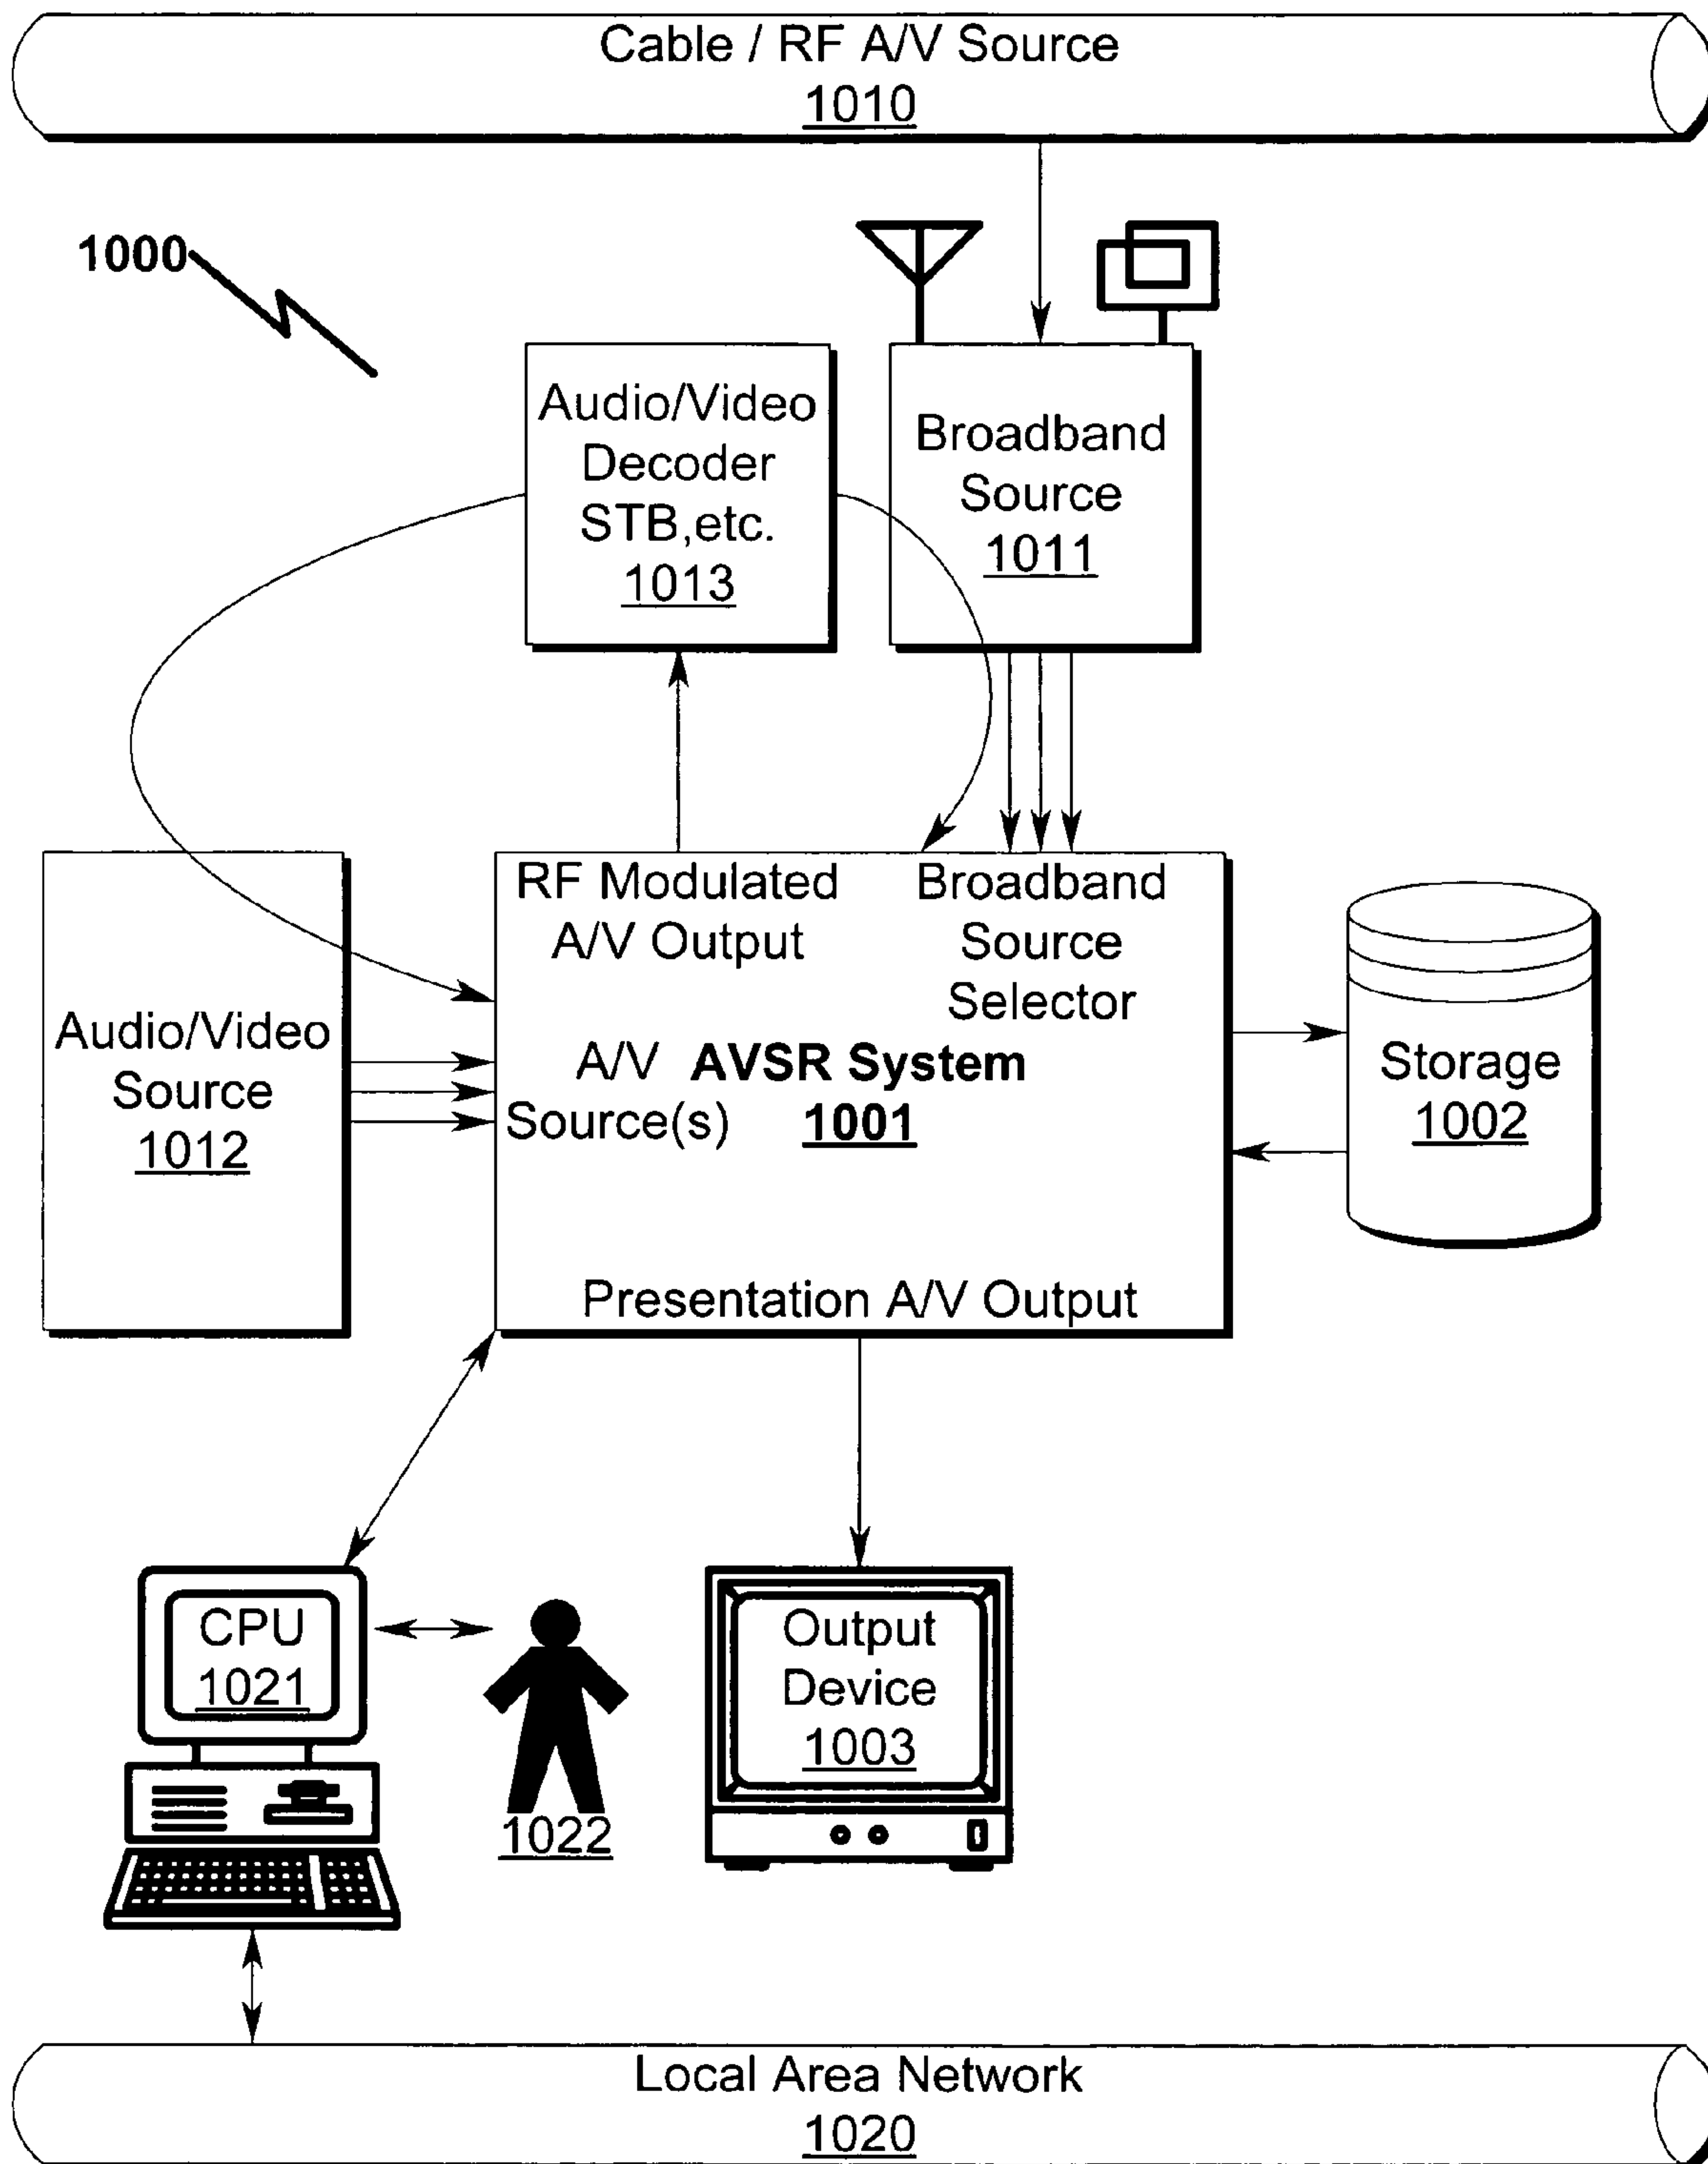 Cable / RF A/V Source
1010
1000
Audio/Video
Decoder
STB,etc.
1013
Broadband
Source
1011
RF Modulated
A/V Output
Broadband
Source
Selector
Audio/Video
Source
1012
A/V
Source(s)
AVSR System
1001
Storage
1002
Presentation A/V Output
CPU
1021
1022
Output
Device
1003
Local Area Network
1020